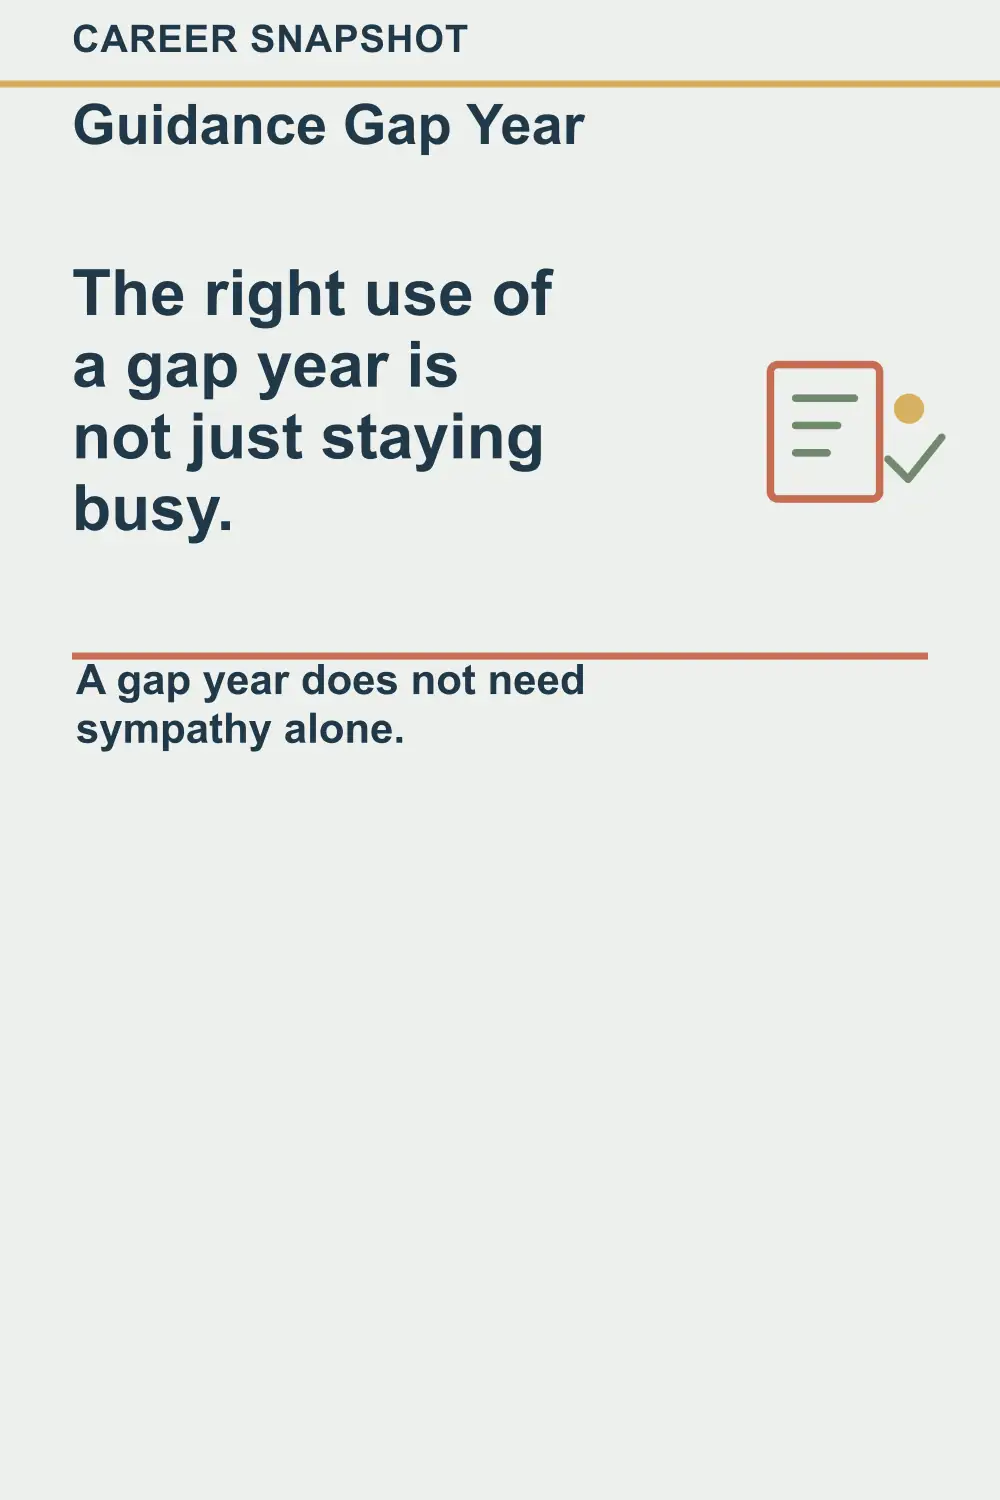 CAREER SNAPSHOT
Guidance Gap Year
The right use of
a gap year is
not just staying
busy.
A gap year does not need
sympathy alone.